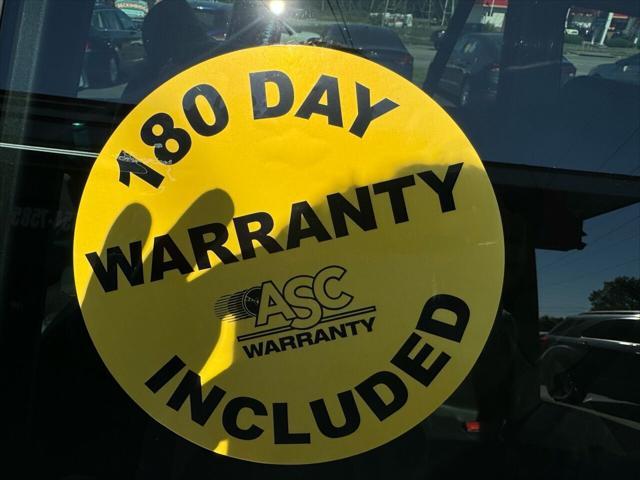 180 DAY
WARRANTY
ASC
WARRANTY
INCLUDED